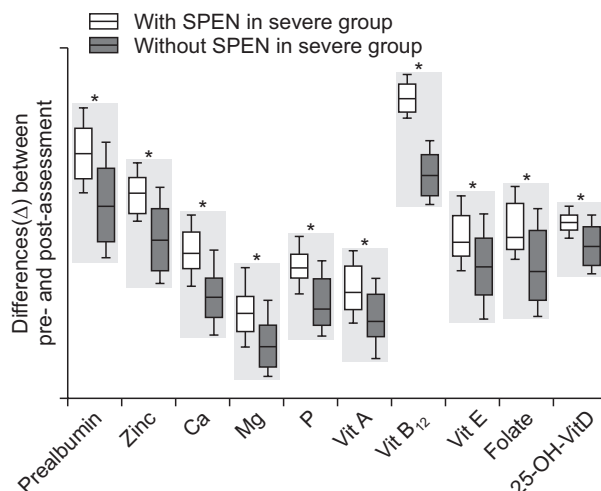 With SPEN in severe group
Without SPEN in severe group
Differences(Δ) between
pre- and post-assessment
*
*
*
*
*
*
*
*
*
*
Prealbumin
Zinc
Ca
Mg
P
Vit A
Vit B₁₂
Vit E
Folate
25-OH-VitD